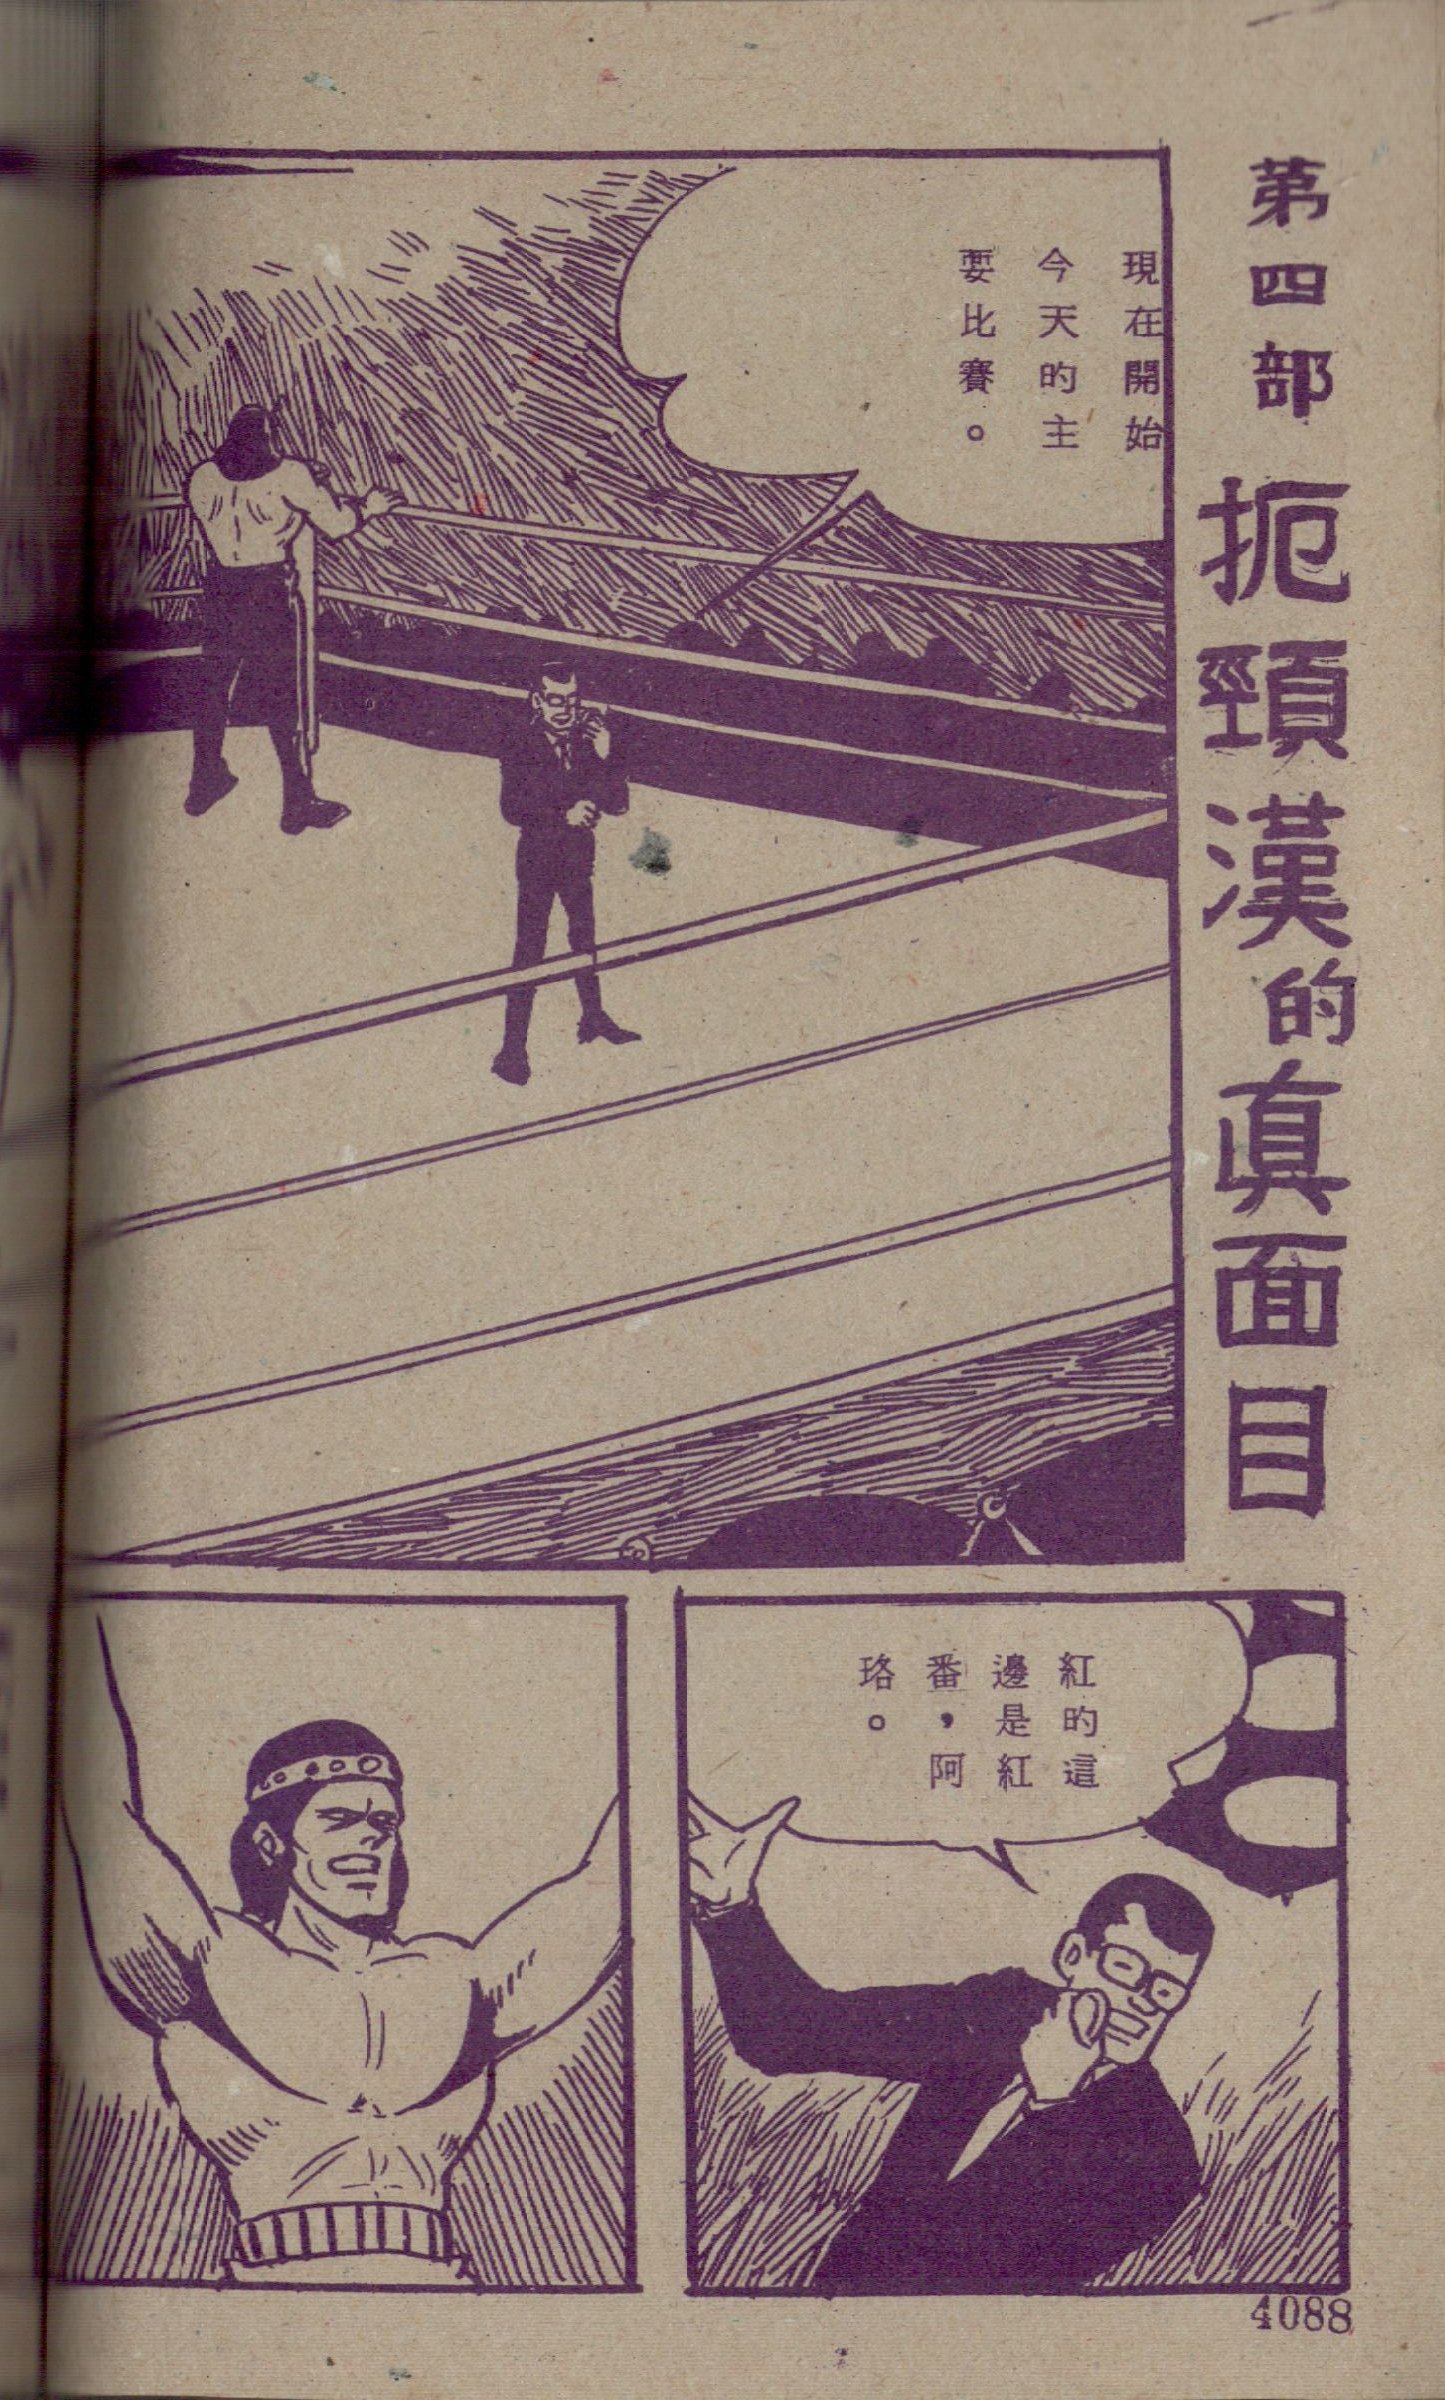 第四部 扼頸漢的真面目
現在開始
今天的主
要比賽。
紅的這
邊是紅
番，阿
珞。
4088